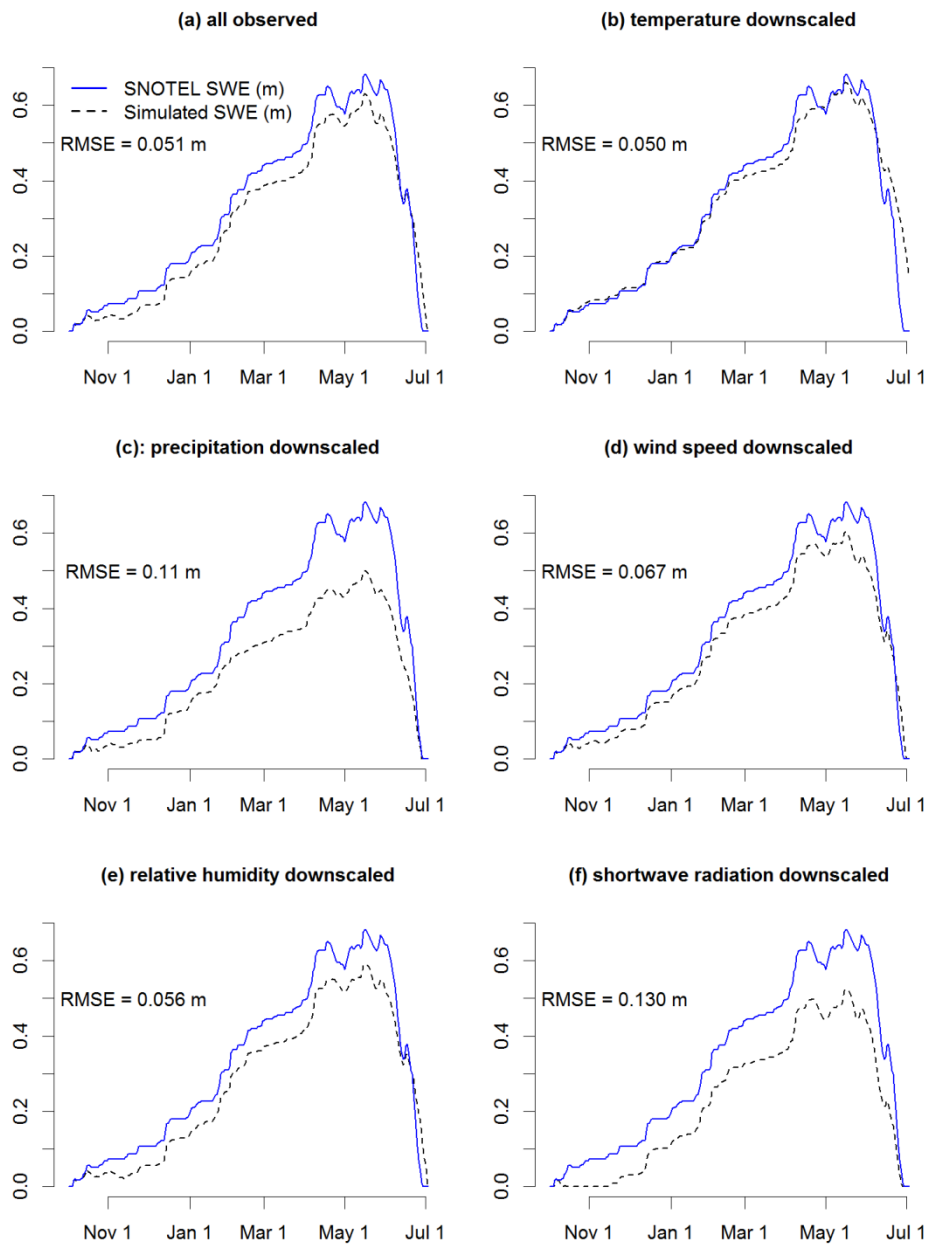 (a) all observed
(b) temperature downscaled
SNOTEL SWE (m)
Simulated SWE (m)
RMSE = 0.051 m
RMSE = 0.050 m
0.0 0.2 0.4 0.6
0.0 0.2 0.4 0.6
Nov 1 Jan 1 Mar 1 May 1 Jul 1
Nov 1 Jan 1 Mar 1 May 1 Jul 1
(c): precipitation downscaled
(d) wind speed downscaled
RMSE = 0.11 m
RMSE = 0.067 m
0.0 0.2 0.4 0.6
0.0 0.2 0.4 0.6
Nov 1 Jan 1 Mar 1 May 1 Jul 1
Nov 1 Jan 1 Mar 1 May 1 Jul 1
(e) relative humidity downscaled
(f) shortwave radiation downscaled
RMSE = 0.056 m
RMSE = 0.130 m
0.0 0.2 0.4 0.6
0.0 0.2 0.4 0.6
Nov 1 Jan 1 Mar 1 May 1 Jul 1
Nov 1 Jan 1 Mar 1 May 1 Jul 1